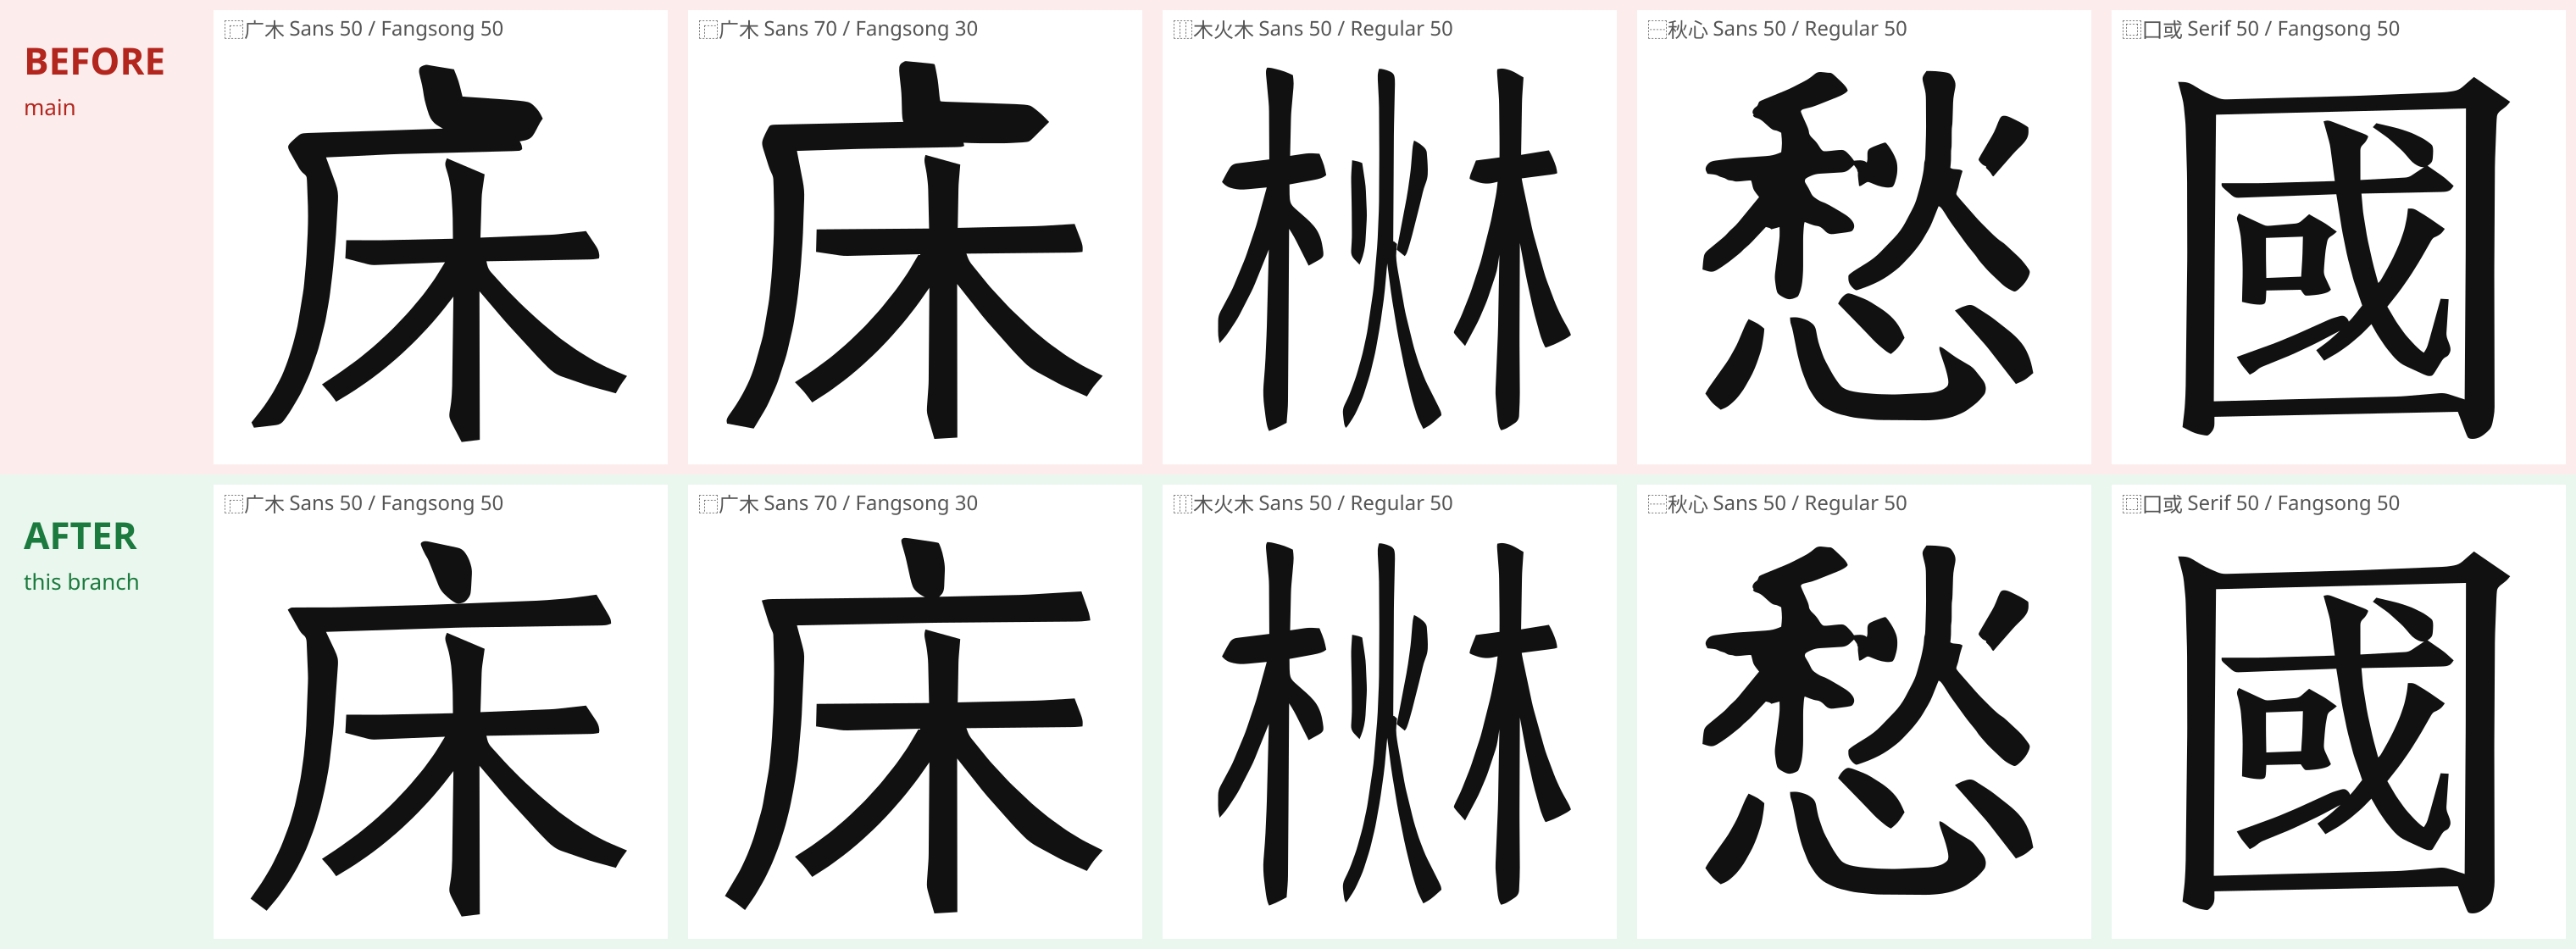 BEFORE
main
⿸广木 Sans 50 / Fangsong 50
床
⿸广木 Sans 70 / Fangsong 30
床
⿲木火木 Sans 50 / Regular 50
⿱秋心 Sans 50 / Regular 50
愁
⿴囗或 Serif 50 / Fangsong 50
國
AFTER
this branch
⿸广木 Sans 50 / Fangsong 50
床
⿸广木 Sans 70 / Fangsong 30
床
⿲木火木 Sans 50 / Regular 50
⿱秋心 Sans 50 / Regular 50
愁
⿴囗或 Serif 50 / Fangsong 50
國